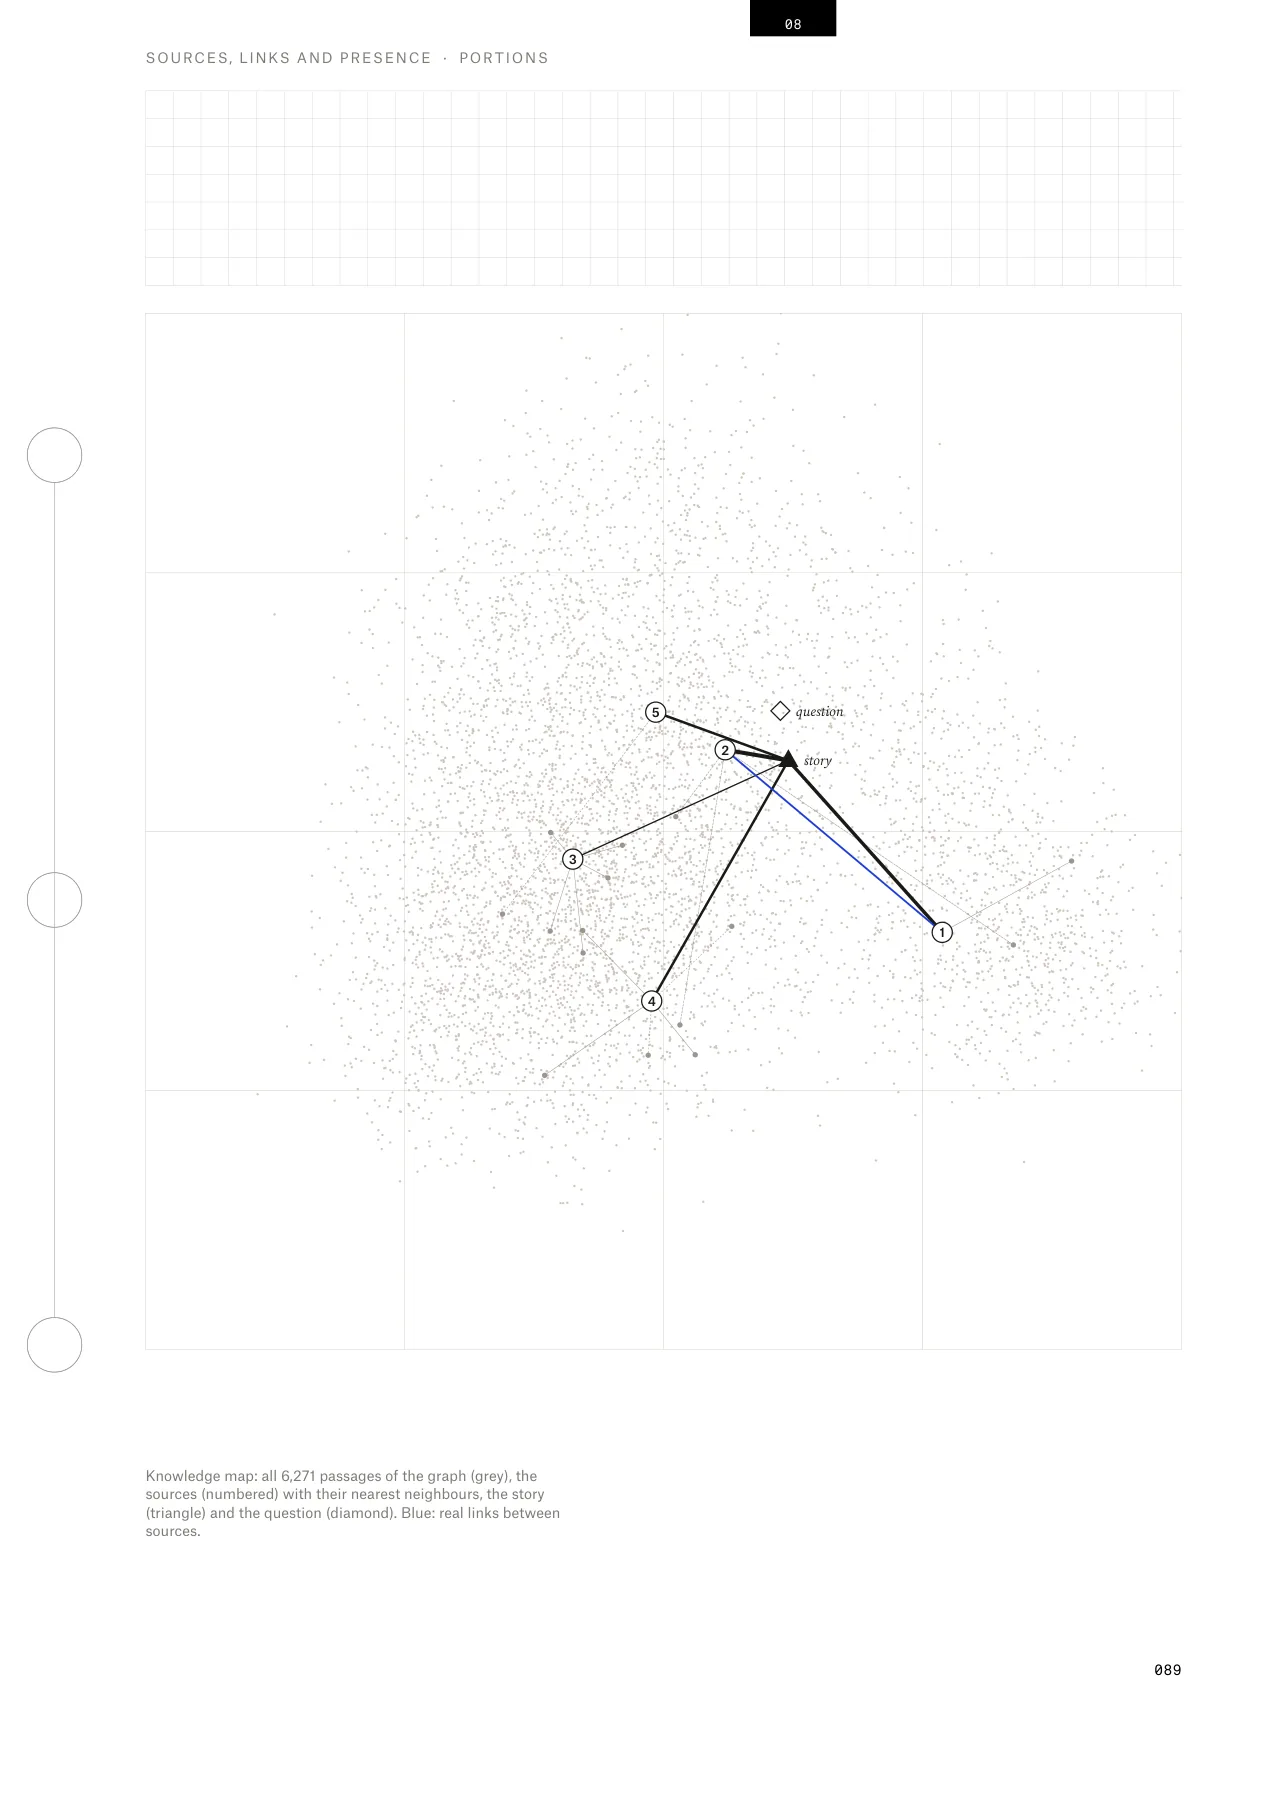 08
SOURCES, LINKS AND PRESENCE · PORTIONS
5
question
2
story
3
1
4
Knowledge map: all 6,271 passages of the graph (grey), the
sources (numbered) with their nearest neighbours, the story
(triangle) and the question (diamond). Blue: real links between
sources.
089